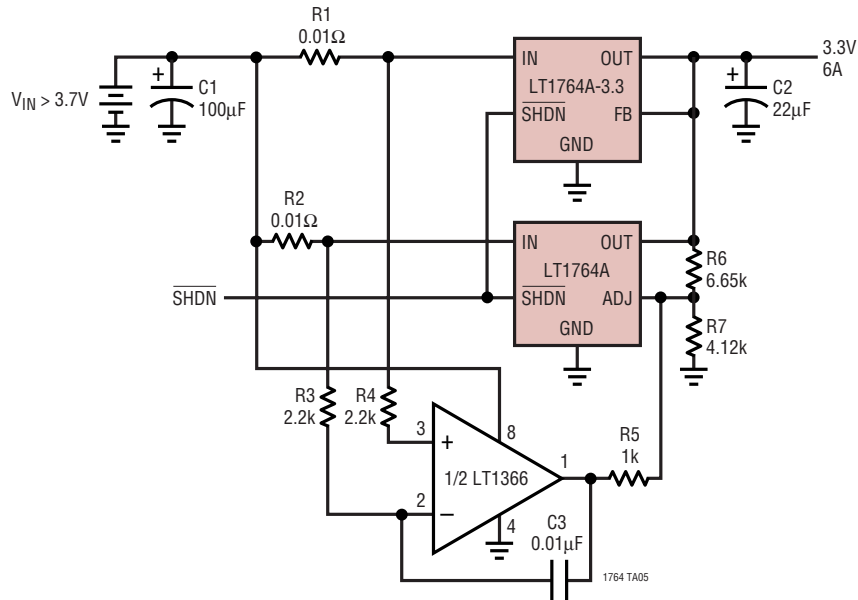 R1
0.01Ω
3.3V
6A
IN
OUT
LT1764A-3.3
SHDN
FB
GND
+
C1
100µF
VIN > 3.7V
+
C2
22µF
R2
0.01Ω
IN
OUT
LT1764A
SHDN
ADJ
GND
SHDN
R6
6.65k
R7
4.12k
R3
2.2k
R4
2.2k
3
+
8
1/2 LT1366
1
2
–
4
R5
1k
C3
0.01µF
1764 TA05